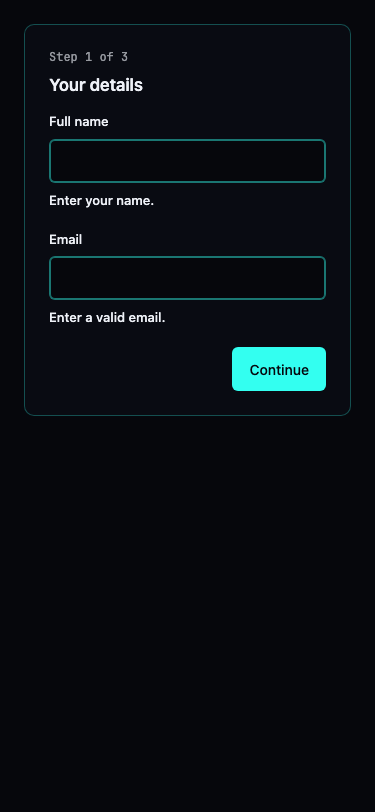 Step 1 of 3
Your details
Full name
Enter your name.
Email
Enter a valid email.
Continue